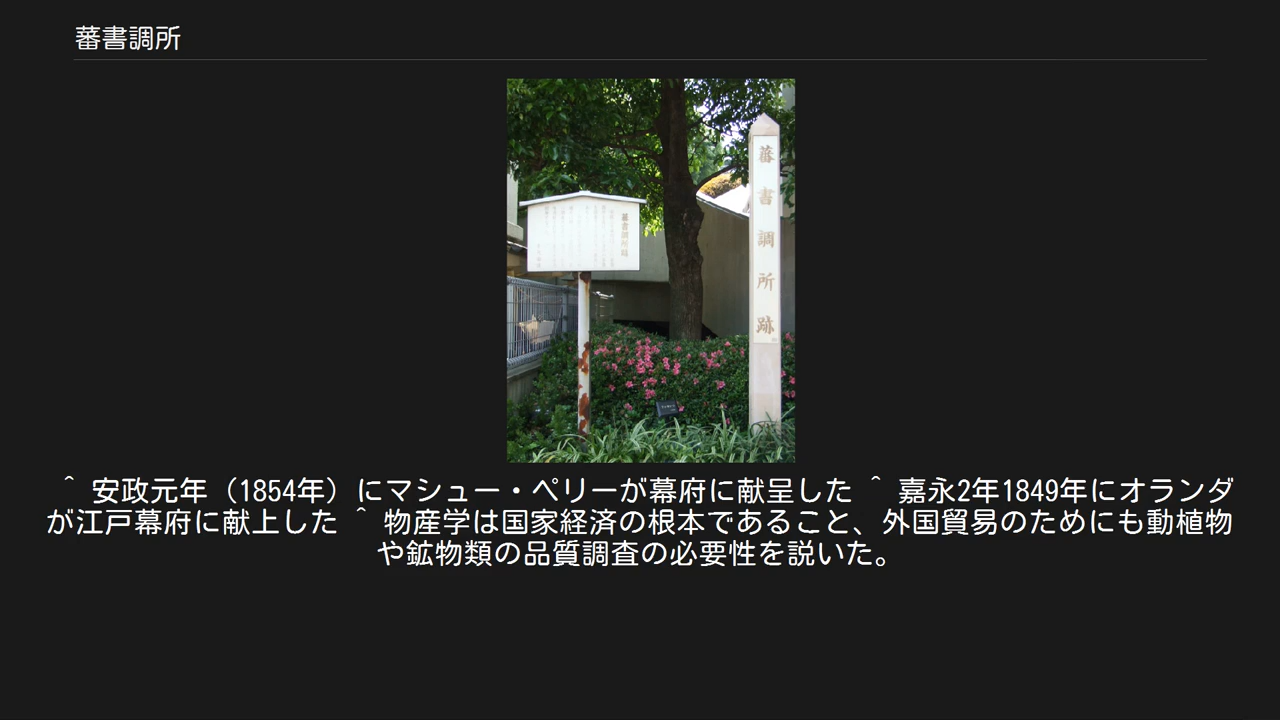 蕃書調所
蕃書調所跡
蕃書調所跡
^ 安政元年（1854年）にマシュー・ペリーが幕府に献呈した ^ 嘉永2年1849年にオランダ
が江戸幕府に献上した ^ 物産学は国家経済の根本であること、外国貿易のためにも動植物
や鉱物類の品質調査の必要性を説いた。